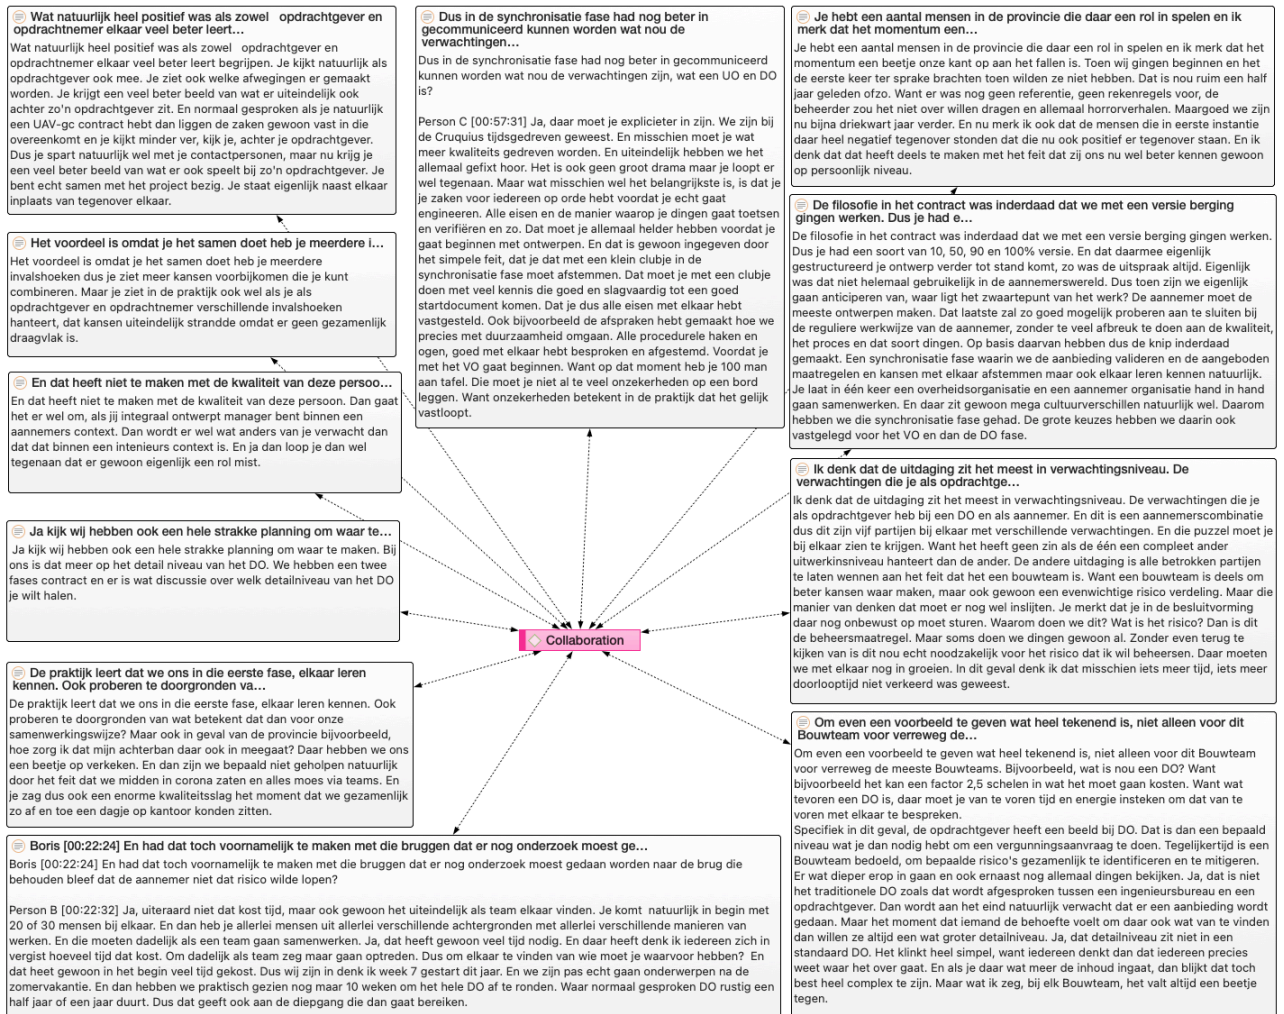 Wat natuurlijk heel positief was als zowel   opdrachtgever en
opdrachtnemer elkaar veel beter leert…
Wat natuurlijk heel positief was als zowel   opdrachtgever en
opdrachtnemer elkaar veel beter leert begrijpen. Je kijkt natuurlijk als
opdrachtgever ook mee. Je ziet ook welke afwegingen er gemaakt
worden. Je krijgt een veel beter beeld van wat er uiteindelijk ook
achter zo'n opdrachtgever zit. En normaal gesproken als je natuurlijk
een UAV-gc contract hebt dan liggen de zaken gewoon vast in die
overeenkomt en je kijkt minder ver, kijk je, achter je opdrachtgever.
Dus je spart natuurlijk wel met je contactpersonen, maar nu krijg je
een veel beter beeld van wat er ook speelt bij zo'n opdrachtgever. Je
bent echt samen met het project bezig. Je staat eigenlijk naast elkaar
inplaats van tegenover elkaar.
Het voordeel is omdat je het samen doet heb je meerdere i…
Het voordeel is omdat je het samen doet heb je meerdere
invalshoeken dus je ziet meer kansen voorbijkomen die je kunt
combineren. Maar je ziet in de praktijk ook wel als je als
opdrachtgever en opdrachtnemer verschillende invalshoeken
hanteert, dat kansen uiteindelijk strandde omdat er geen gezamenlijk
draagvlak is.
En dat heeft niet te maken met de kwaliteit van deze persoo…
En dat heeft niet te maken met de kwaliteit van deze persoon. Dan gaat
het er wel om, als jij integraal ontwerpt manager bent binnen een
aannemers context. Dan wordt er wel wat anders van je verwacht dan
dat dat binnen een intenieurs context is. En ja dan loop je dan wel
tegenaan dat er gewoon eigenlijk een rol mist.
Ja kijk wij hebben ook een hele strakke planning om waar te…
Ja kijk wij hebben ook een hele strakke planning om waar te maken. Bij
ons is dat meer op het detail niveau van het DO. We hebben een twee
fases contract en er is wat discussie over welk detailniveau van het DO
je wilt halen.
De praktijk leert dat we ons in die eerste fase, elkaar leren
kennen. Ook proberen te doorgronden va…
De praktijk leert dat we ons in die eerste fase, elkaar leren kennen. Ook
proberen te doorgronden van wat betekent dat dan voor onze
samenwerkingswijze? Maar ook in geval van de provincie bijvoorbeeld,
hoe zorg ik dat mijn achterban daar ook in meegaat? Daar hebben we ons
een beetje op verkeken. En dan zijn we bepaald niet geholpen natuurlijk
door het feit dat we midden in corona zaten en alles moes via teams. En
je zag dus ook een enorme kwaliteitsslag het moment dat we gezamenlijk
zo af en toe een dagje op kantoor konden zitten.
Boris [00:22:24] En had dat toch voornamelijk te maken met die bruggen dat er nog onderzoek moest ge…
Boris [00:22:24] En had dat toch voornamelijk te maken met die bruggen dat er nog onderzoek moest gedaan worden naar de brug die
behouden bleef dat de aannemer niet dat risico wilde lopen?
Person B [00:22:32] Ja, uiteraard niet dat kost tijd, maar ook gewoon het uiteindelijk als team elkaar vinden. Je komt  natuurlijk in begin met
20 of 30 mensen bij elkaar. En dan heb je allerlei mensen uit allerlei verschillende achtergronden met allerlei verschillende manieren van
werken. En die moeten dadelijk als een team gaan samenwerken. Ja, dat heeft gewoon veel tijd nodig. En daar heeft denk ik iedereen zich in
vergist hoeveel tijd dat kost. Om dadelijk als team zeg maar gaan optreden. Dus om elkaar te vinden van wie moet je waarvoor hebben?  En
dat heet gewoon in het begin veel tijd gekost. Dus wij zijn in denk ik week 7 gestart dit jaar. En we zijn pas echt gaan onderwerpen na de
zomervakantie. En dan hebben we praktisch gezien nog maar 10 weken om het hele DO af te ronden. Waar normaal gesproken DO rustig een
half jaar of een jaar duurt. Dus dat geeft ook aan de diepgang die dan gaat bereiken.
Dus in de synchronisatie fase had nog beter in
gecommuniceerd kunnen worden wat nou de
verwachtingen…
Dus in de synchronisatie fase had nog beter in gecommuniceerd
kunnen worden wat nou de verwachtingen zijn, wat een UO en DO
is?
Person C [00:57:31] Ja, daar moet je explicieter in zijn. We zijn bij
de Cruquius tijdsgedreven geweest. En misschien moet je wat
meer kwaliteits gedreven worden. En uiteindelijk hebben we het
allemaal gefixt hoor. Het is ook geen groot drama maar je loopt er
wel tegenaan. Maar wat misschien wel het belangrijkste is, is dat je
je zaken voor iedereen op orde hebt voordat je echt gaat
engineeren. Alle eisen en de manier waarop je dingen gaat toetsen
en verifiëren en zo. Dat moet je allemaal helder hebben voordat je
gaat beginnen met ontwerpen. En dat is gewoon ingegeven door
het simpele feit, dat je dat met een klein clubje in de
synchronisatie fase moet afstemmen. Dat moet je met een clubje
doen met veel kennis die goed en slagvaardig tot een goed
startdocument komen. Dat je dus alle eisen met elkaar hebt
vastgesteld. Ook bijvoorbeeld de afspraken hebt gemaakt hoe we
precies met duurzaamheid omgaan. Alle procedurele haken en
ogen, goed met elkaar hebt besproken en afgestemd. Voordat je
met het VO gaat beginnen. Want op dat moment heb je 100 man
aan tafel. Die moet je niet al te veel onzekerheden op een bord
leggen. Want onzekerheden betekent in de praktijk dat het gelijk
vastloopt.
Collaboration
Je hebt een aantal mensen in de provincie die daar een rol in spelen en ik
merk dat het momentum een…
Je hebt een aantal mensen in de provincie die daar een rol in spelen en ik merk dat het
momentum een beetje onze kant op aan het fallen is. Toen wij gingen beginnen en het
de eerste keer ter sprake brachten toen wilden ze niet hebben. Dat is nou ruim een half
jaar geleden ofzo. Want er was nog geen referentie, geen rekenregels voor, de
beheerder zou het niet over willen dragen en allemaal horrorverhalen. Maargoed we zijn
nu bijna driekwart jaar verder. En nu merk ik ook dat de mensen die in eerste instantie
daar heel negatief tegenover stonden dat die nu ook positief er tegenover staan. En ik
denk dat dat heeft deels te maken met het feit dat zij ons nu wel beter kennen gewoon
op persoonlijk niveau.
De filosofie in het contract was inderdaad dat we met een versie berging
gingen werken. Dus je had e…
De filosofie in het contract was inderdaad dat we met een versie berging gingen werken.
Dus je had een soort van 10, 50, 90 en 100% versie. En dat daarmee eigenlijk
gestructureerd je ontwerp verder tot stand komt, zo was de uitspraak altijd. Eigenlijk
was dat niet helemaal gebruikelijk in de aannemerswereld. Dus toen zijn we eigenlijk
gaan anticiperen van, waar ligt het zwaartepunt van het werk? De aannemer moet de
meeste ontwerpen maken. Dat laatste zal zo goed mogelijk proberen aan te sluiten bij
de reguliere werkwijze van de aannemer, zonder te veel afbreuk te doen aan de kwaliteit,
het proces en dat soort dingen. Op basis daarvan hebben dus de knip inderdaad
gemaakt. Een synchronisatie fase waarin we de aanbieding valideren en de aangeboden
maatregelen en kansen met elkaar afstemmen maar ook elkaar leren kennen natuurlijk.
Je laat in één keer een overheidsorganisatie en een aannemer organisatie hand in hand
gaan samenwerken. En daar zit gewoon mega cultuurverschillen natuurlijk wel. Daarom
hebben we die synchronisatie fase gehad. De grote keuzes hebben we daarin ook
vastgelegd voor het VO en dan de DO fase.
Ik denk dat de uitdaging zit het meest in verwachtingsniveau. De
verwachtingen die je als opdrachtge…
Ik denk dat de uitdaging zit het meest in verwachtingsniveau. De verwachtingen die je
als opdrachtgever heb bij een DO en als aannemer. En dit is een aannemerscombinatie
dus dit zijn vijf partijen bij elkaar met verschillende verwachtingen. En die puzzel moet je
bij elkaar zien te krijgen. Want het heeft geen zin als de één een compleet ander
uitwerkinsniveau hanteert dan de ander. De andere uitdaging is alle betrokken partijen
te laten wennen aan het feit dat het een bouwteam is. Want een bouwteam is deels om
beter kansen waar maken, maar ook gewoon een evenwichtige risico verdeling. Maar die
manier van denken dat moet er nog wel inslijten. Je merkt dat je in de besluitvorming
daar nog onbewust op moet sturen. Waarom doen we dit? Wat is het risico? Dan is dit
de beheersmaatregel. Maar soms doen we dingen gewoon al. Zonder even terug te
kijken van is dit nou echt noodzakelijk voor het risico dat ik wil beheersen. Daar moeten
we met elkaar nog in groeien. In dit geval denk ik dat misschien iets meer tijd, iets meer
doorlooptijd niet verkeerd was geweest.
Om even een voorbeeld te geven wat heel tekenend is, niet alleen voor dit
Bouwteam voor verreweg de…
Om even een voorbeeld te geven wat heel tekenend is, niet alleen voor dit Bouwteam
voor verreweg de meeste Bouwteams. Bijvoorbeeld, wat is nou een DO? Want
bijvoorbeeld het kan een factor 2,5 schelen in wat het moet gaan kosten. Want wat
tevoren een DO is, daar moet je van te voren tijd en energie insteken om dat van te
voren met elkaar te bespreken.
Specifiek in dit geval, de opdrachtgever heeft een beeld bij DO. Dat is dan een bepaald
niveau wat je dan nodig hebt om een vergunningsaanvraag te doen. Tegelijkertijd is een
Bouwteam bedoeld, om bepaalde risico's gezamenlijk te identificeren en te mitigeren.
Er wat dieper erop in gaan en ook ernaast nog allemaal dingen bekijken. Ja, dat is niet
het traditionele DO zoals dat wordt afgesproken tussen een ingenieursbureau en een
opdrachtgever. Dan wordt aan het eind natuurlijk verwacht dat er een aanbieding wordt
gedaan. Maar het moment dat iemand de behoefte voelt om daar ook wat van te vinden
dan willen ze altijd een wat groter detailniveau. Ja, dat detailniveau zit niet in een
standaard DO. Het klinkt heel simpel, want iedereen denkt dan dat iedereen precies
weet waar het over gaat. En als je daar wat meer de inhoud ingaat, dan blijkt dat toch
best heel complex te zijn. Maar wat ik zeg, bij elk Bouwteam, het valt altijd een beetje
tegen.